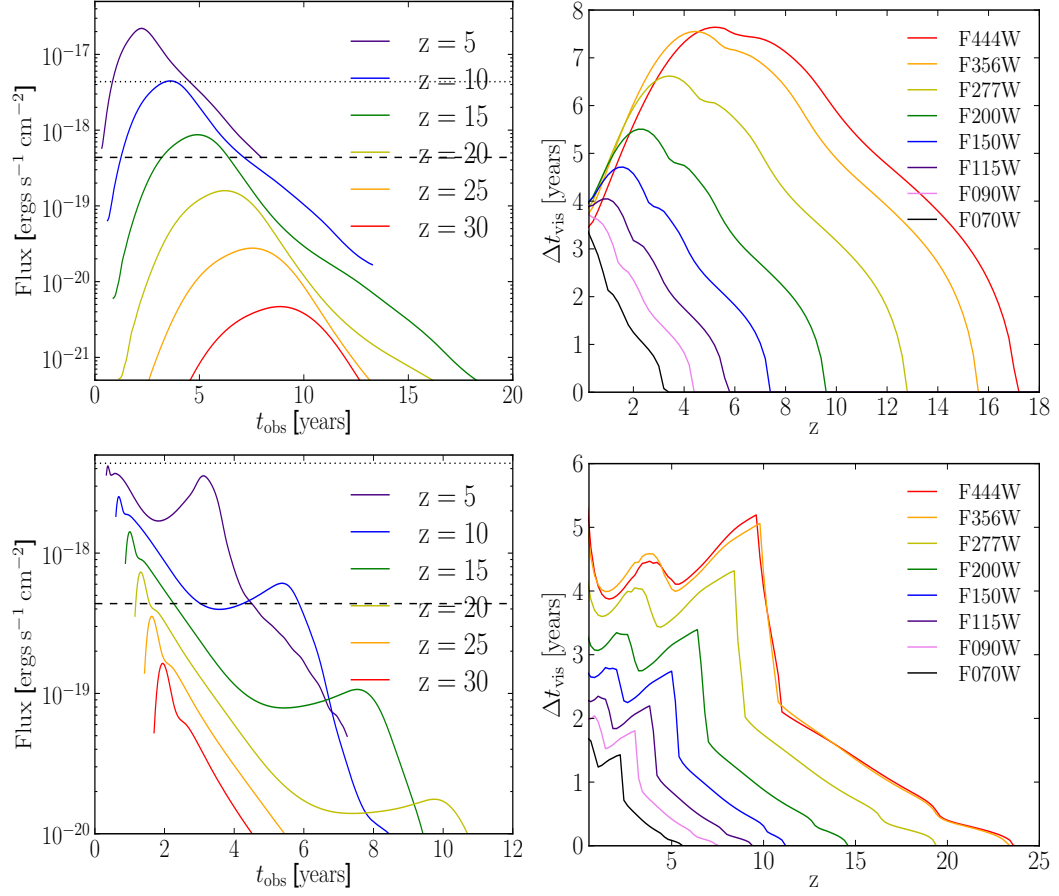 Flux [ergs s⁻¹ cm⁻²]
10⁻¹⁷
10⁻¹⁸
10⁻¹⁹
10⁻²⁰
10⁻²¹
z = 5
z = 10
z = 15
z = 20
z = 25
z = 30
0 5 10 15 20
t_obs [years]
Δt_vis [years]
8
7
6
5
4
3
2
1
0
F444W
F356W
F277W
F200W
F150W
F115W
F090W
F070W
2 4 6 8 10 12 14 16 18
z
Flux [ergs s⁻¹ cm⁻²]
10⁻¹⁸
10⁻¹⁹
10⁻²⁰
z = 5
z = 10
z = 15
z = 20
z = 25
z = 30
0 2 4 6 8 10 12
t_obs [years]
Δt_vis [years]
6
5
4
3
2
1
0
F444W
F356W
F277W
F200W
F150W
F115W
F090W
F070W
5 10 15 20 25
z